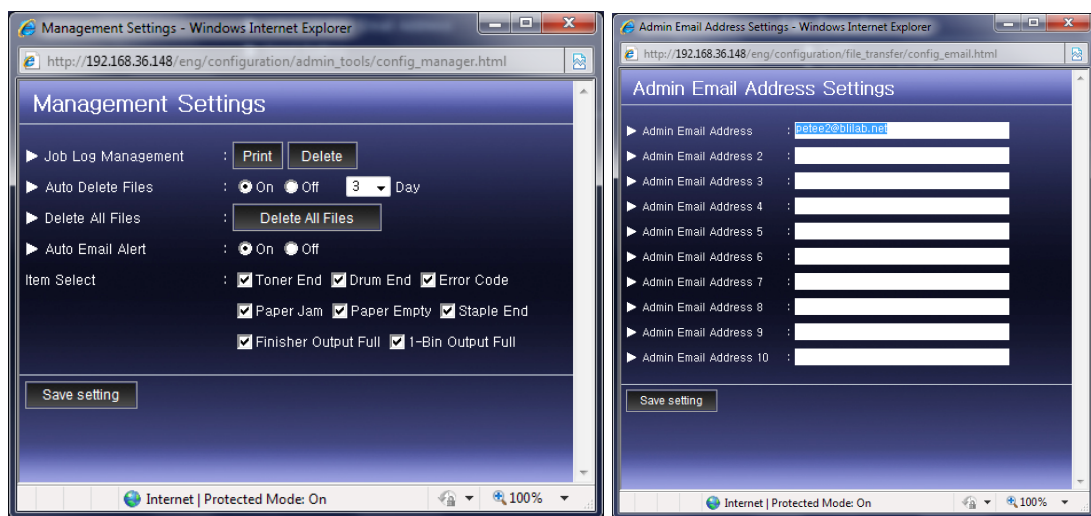 Management Settings - Windows Internet Explorer
http://192.168.36.148/eng/configuration/admin_tools/config_manager.html
Management Settings
Job Log Management : Print Delete
Auto Delete Files : On Off 3 Day
Delete All Files : Delete All Files
Auto Email Alert : On Off
Item Select : Toner End Drum End Error Code
Paper Jam Paper Empty Staple End
Finisher Output Full 1-Bin Output Full
Save setting
Internet | Protected Mode: On 100%
Admin Email Address Settings - Windows Internet Explorer
http://192.168.36.148/eng/configuration/file_transfer/config_email.html
Admin Email Address Settings
Admin Email Address : petee2@blilab.net
Admin Email Address 2 :
Admin Email Address 3 :
Admin Email Address 4 :
Admin Email Address 5 :
Admin Email Address 6 :
Admin Email Address 7 :
Admin Email Address 8 :
Admin Email Address 9 :
Admin Email Address 10 :
Save setting
Internet | Protected Mode: On 100%